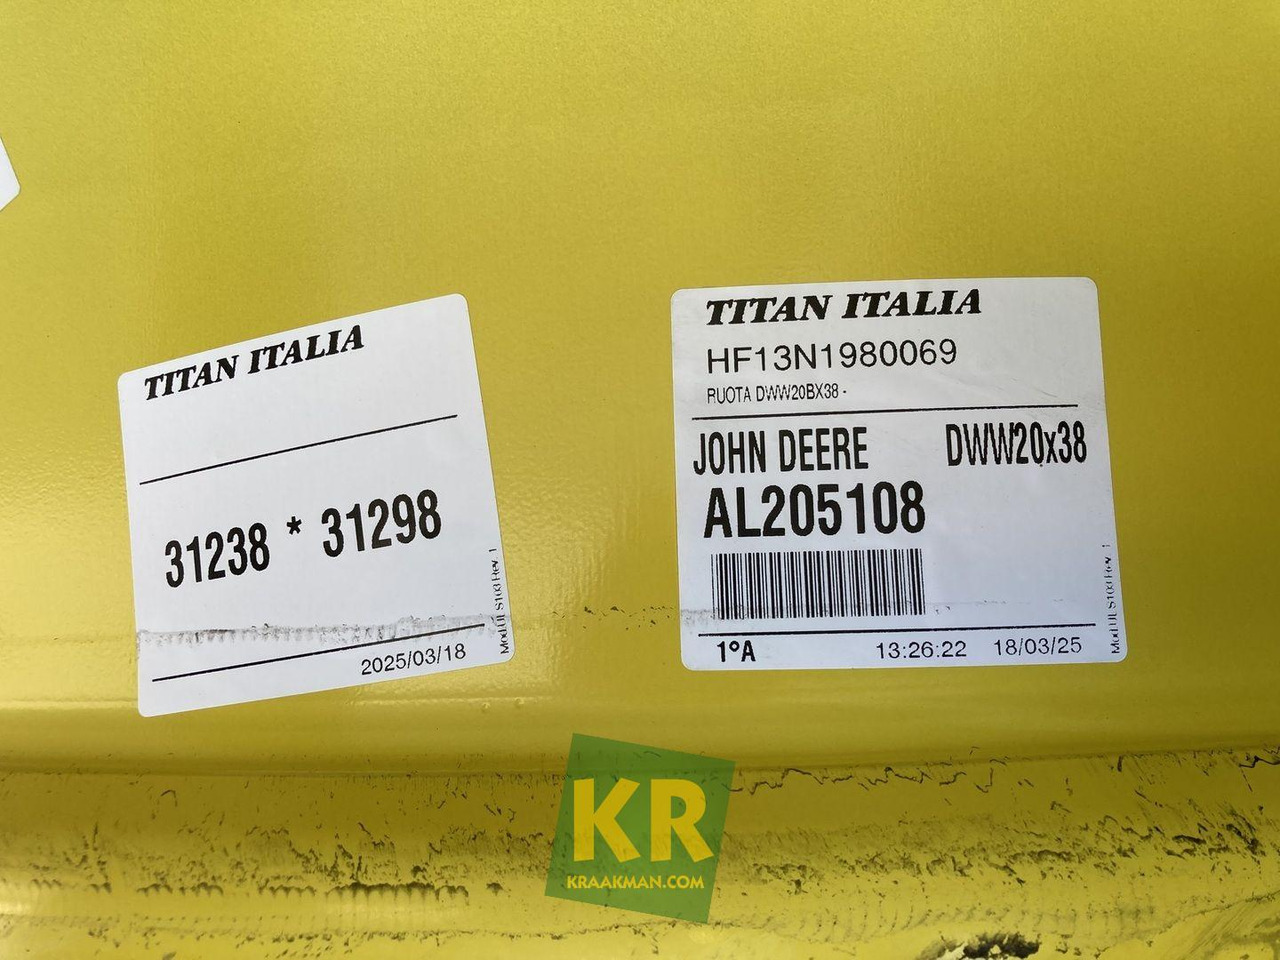 TITAN ITALIA
31238 * 31298
2025/03/18
TITAN ITALIA
HF13N1980069
RUOTA DWW20BX38 -
JOHN DEERE DWW20x38
AL205108
1°A 13:26:22 18/03/25
KR
KRAAKMAN.COM